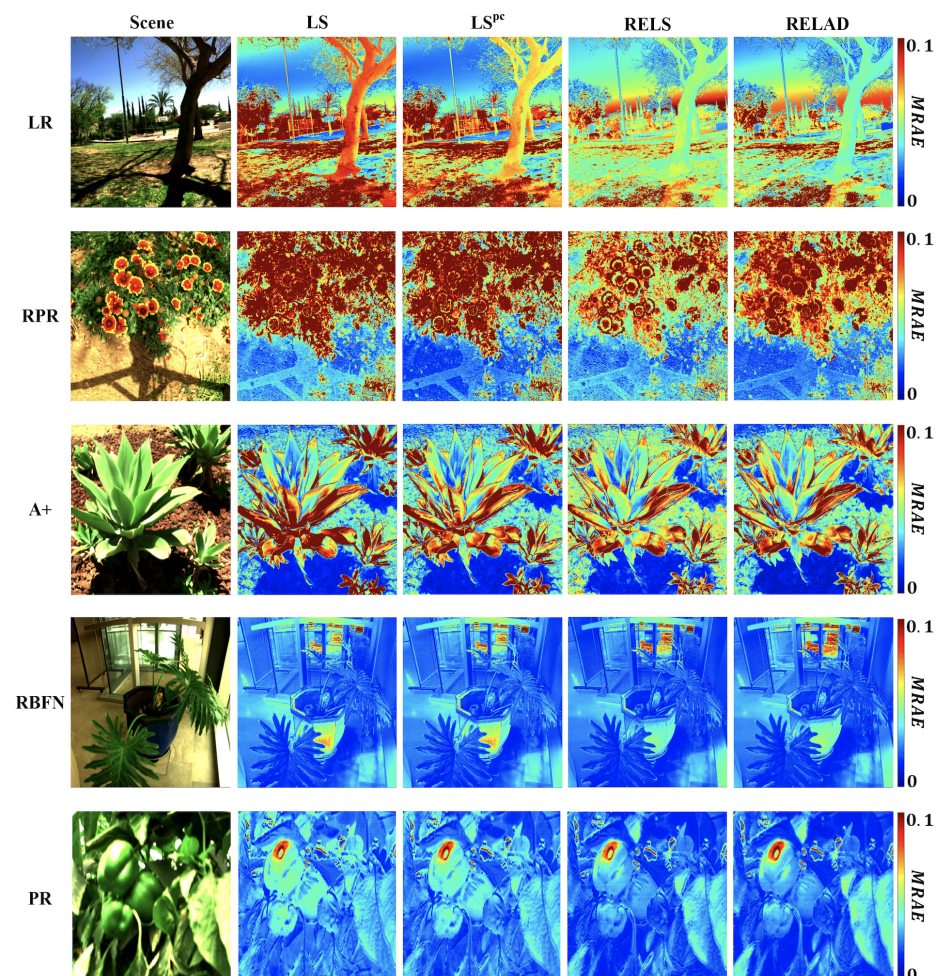 Scene LS LS^pc RELS RELAD
LR
0.1
MRAE
0
RPR
0.1
MRAE
0
A+
0.1
MRAE
0
RBFN
0.1
MRAE
0
PR
0.1
MRAE
0